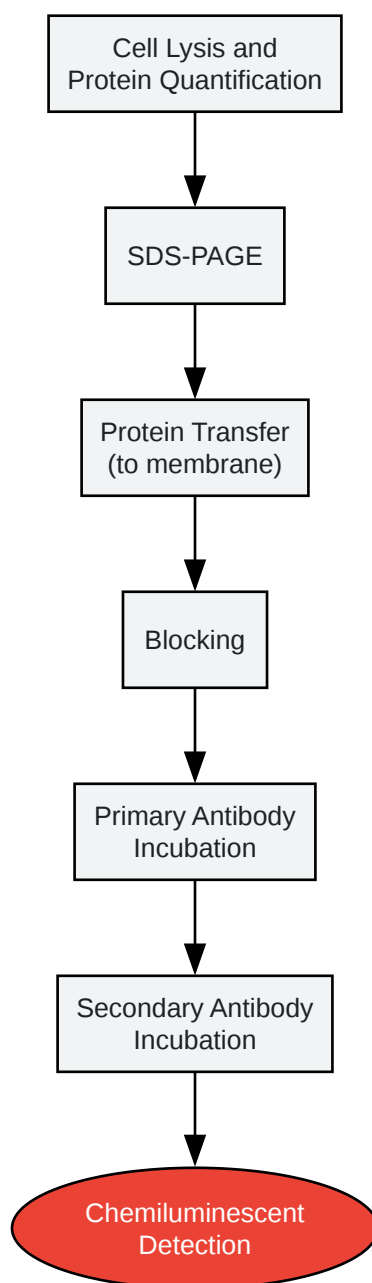 Cell Lysis and
Protein Quantification
SDS-PAGE
Protein Transfer
(to membrane)
Blocking
Primary Antibody
Incubation
Secondary Antibody
Incubation
Chemiluminescent
Detection